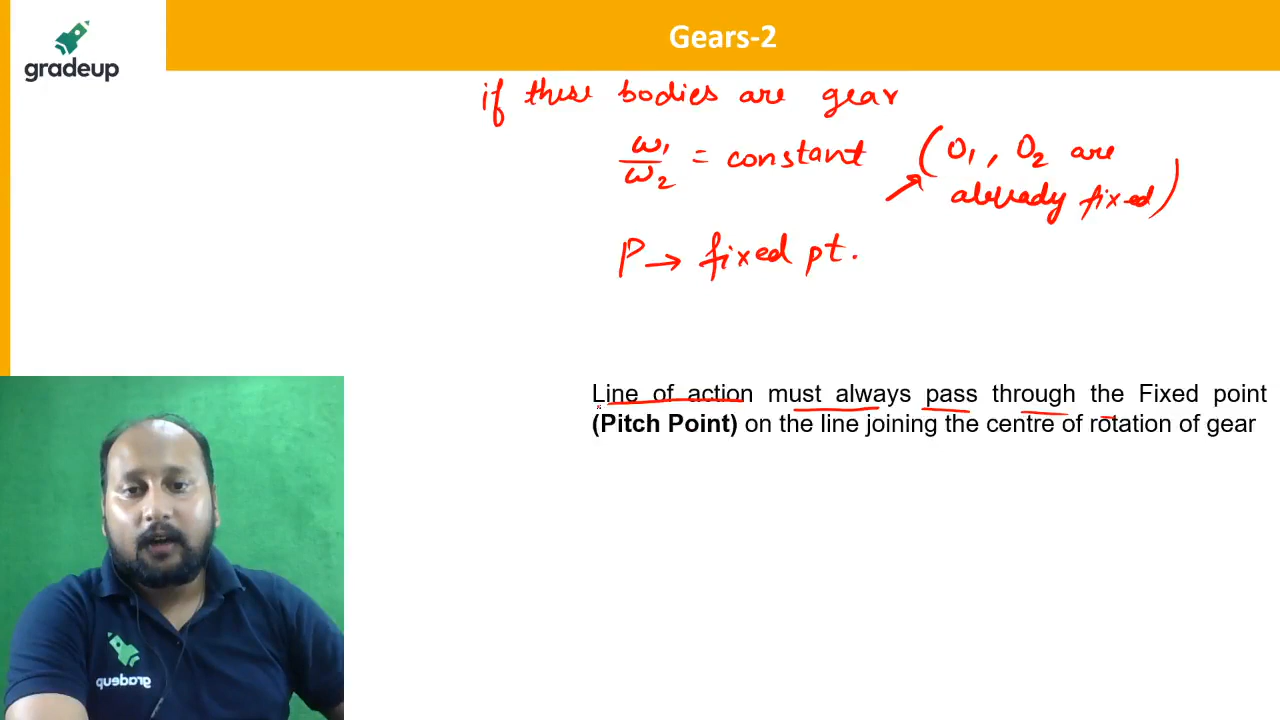 Gears-2
gradeup
if these bodies are gear
ω1/ω2 = constant (O1, O2 are
already fixed)
P → fixed pt.
Line of action must always pass through the Fixed point
(Pitch Point) on the line joining the centre of rotation of gear
gradeup